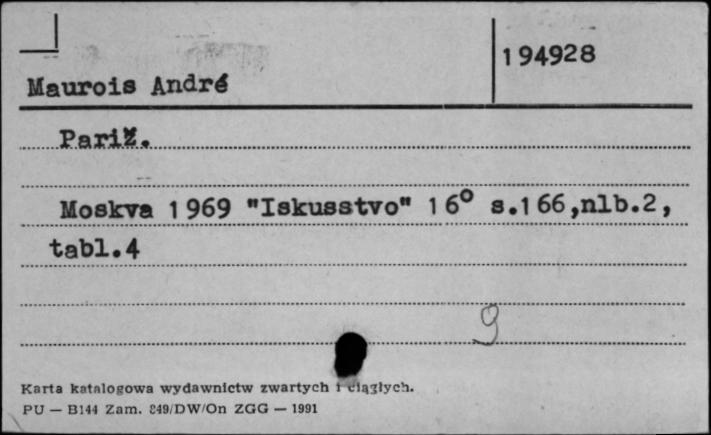 194928
Maurois André
Pariž.
Moskva 1969 "Iskusstvo" 16° s.166,nlb.2,
tabl.4
9
Karta katalogowa wydawnictw zwartych i ciągłych.
PU — B144 Zam. 849/DW/On ZGG — 1991